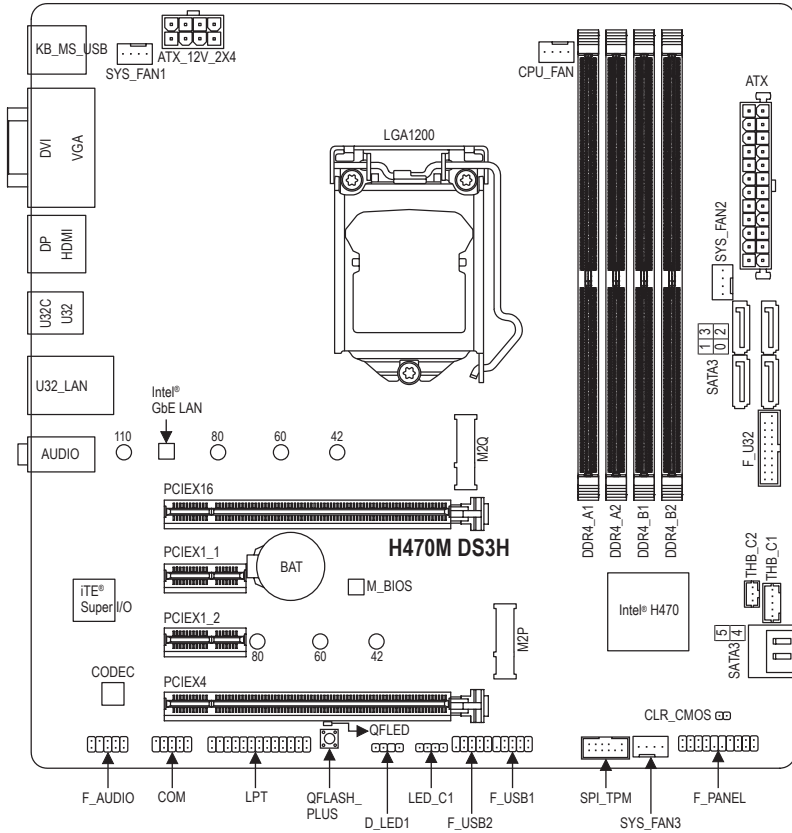 KB_MS_USB
SYS_FAN1
ATX_12V_2X4
CPU_FAN
ATX
LGA1200
DVI
VGA
DP
HDMI
U32C
U32
U32_LAN
AUDIO
SYS_FAN2
1 3
0 2
SATA3
F_U32
Intel®
GbE LAN
110
80
60
42
M2Q
PCIEX16
DDR4_A1
DDR4_A2
DDR4_B1
DDR4_B2
H470M DS3H
PCIEX1_1
BAT
M_BIOS
iTE®
Super I/O
Intel® H470
THB_C2
THB_C1
PCIEX1_2
80
60
42
M2P
5
4
SATA3
CODEC
PCIEX4
QFLED
CLR_CMOS
F_AUDIO
COM
LPT
QFLASH_
PLUS
D_LED1
LED_C1
F_USB2
F_USB1
SPI_TPM
SYS_FAN3
F_PANEL